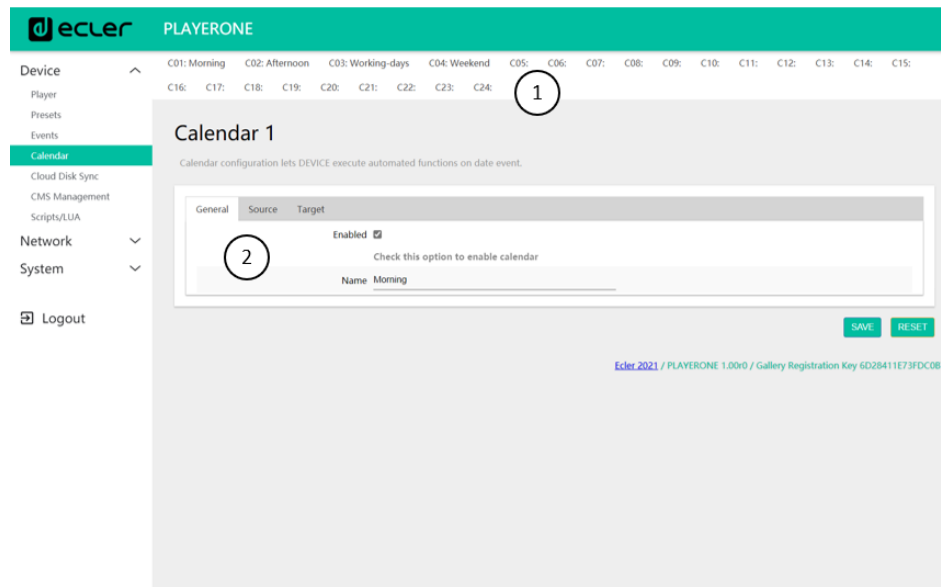 ecler PLAYERONE
Device
Player
Presets
Events
Calendar
Cloud Disk Sync
CMS Management
Scripts/LUA
Network
System
Logout
C01: Morning C02: Afternoon C03: Working-days C04: Weekend C05: C06: C07: C08: C09: C10: C11: C12: C13: C14: C15:
C16: C17: C18: C19: C20: C21: C22: C23: C24:
1
Calendar 1
Calendar configuration lets DEVICE execute automated functions on date event.
General Source Target
Enabled
2
Check this option to enable calendar
Name Morning
SAVE RESET
Ecler 2021 / PLAYERONE 1.00r0 / Gallery Registration Key 6D28411E73FDC0B